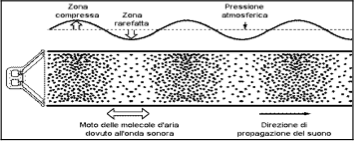 Zona
compressa
Zona
rarefatta
Pressione
atmosferica
Moto delle molecole d'aria
dovuto all'onda sonora
Direzione di
propagazione del suono